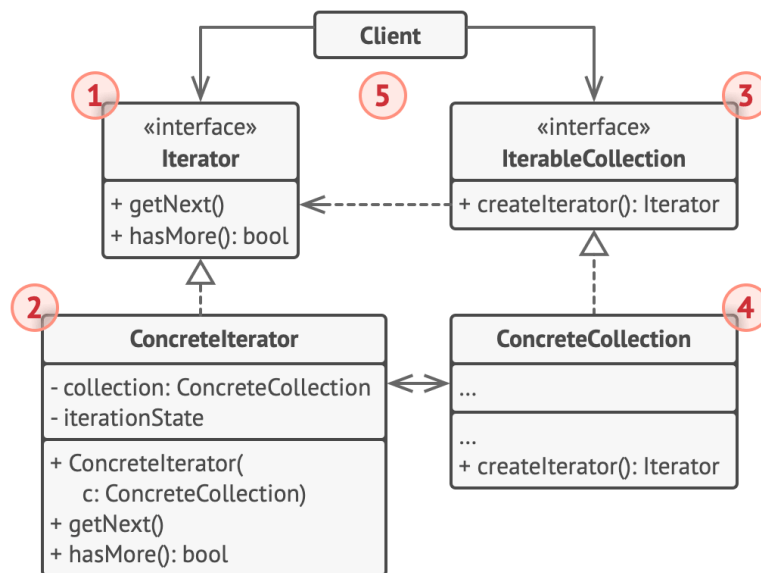 Client
1
5
3
«interface»
Iterator
+ getNext()
+ hasMore(): bool
«interface»
IterableCollection
+ createIterator(): Iterator
2
ConcreteIterator
- collection: ConcreteCollection
- iterationState
+ ConcreteIterator(
c: ConcreteCollection)
+ getNext()
+ hasMore(): bool
4
ConcreteCollection
...
...
+ createIterator(): Iterator